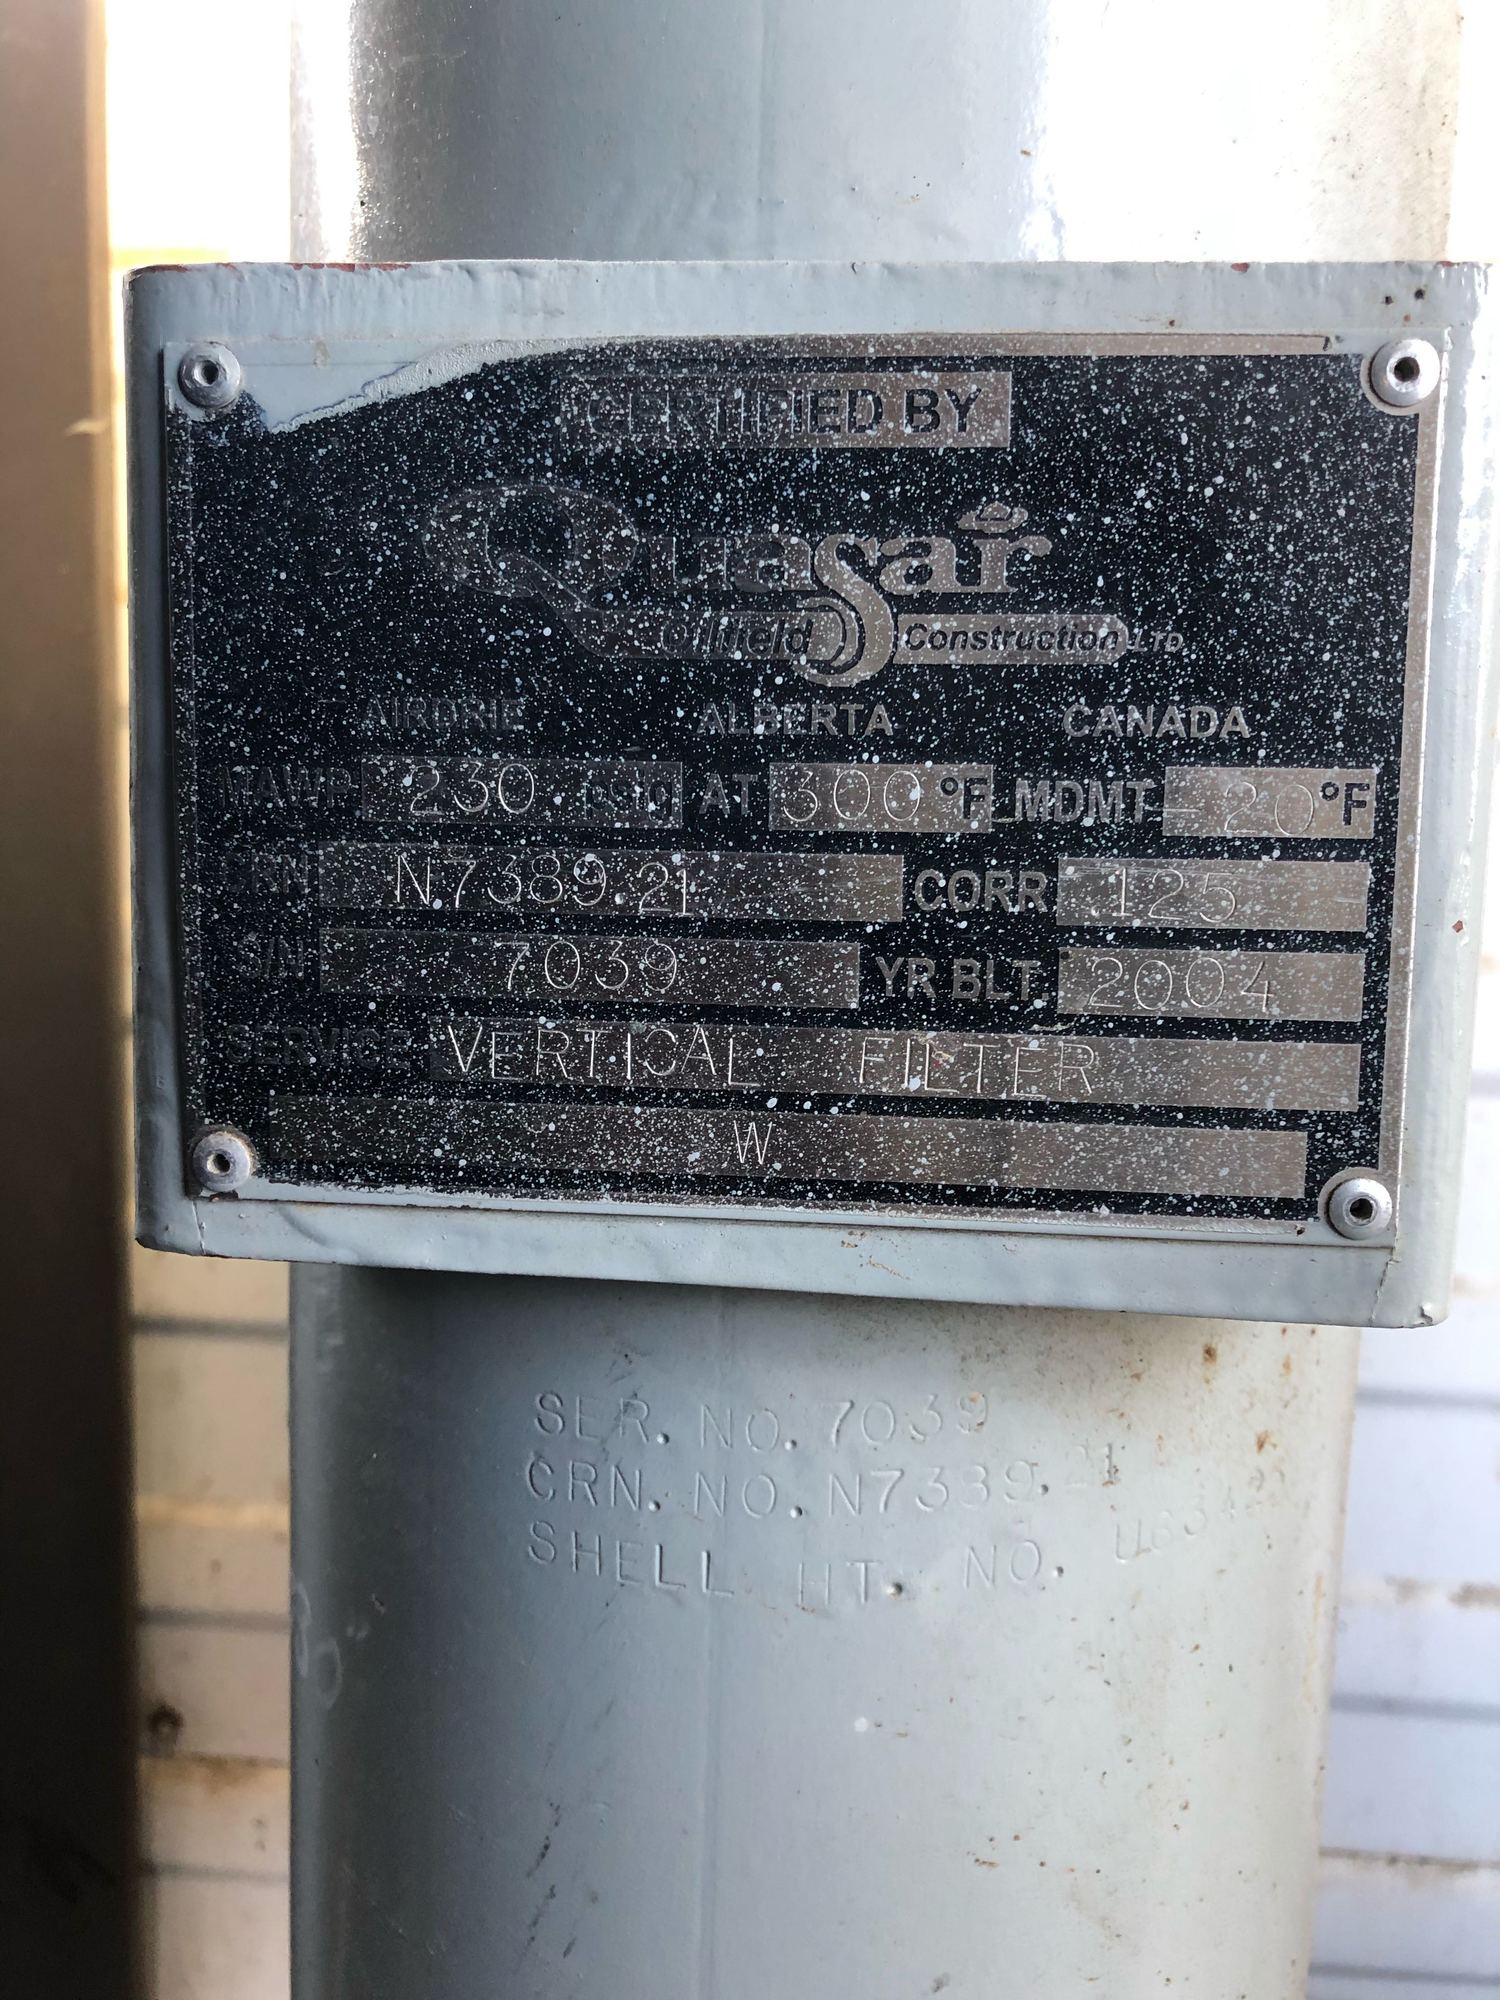 CERTIFIED BY
Quasar
Oilfield Construction LTD
AIRDRIE ALBERTA CANADA
MAWP 230 psig AT 300 °F MDMT -20 °F
CRN N7389.21 CORR .125
S/N 7039 YR BLT 2004
SERVICE VERTICAL FILTER
W
SER. NO. 7039
CRN. NO. N7389.21
SHELL HT. NO.